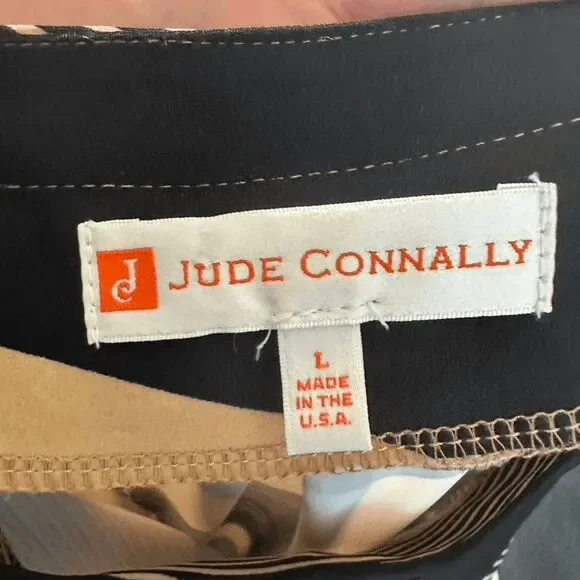 JC JUDE CONNALLY
L
MADE
IN THE
U.S.A.